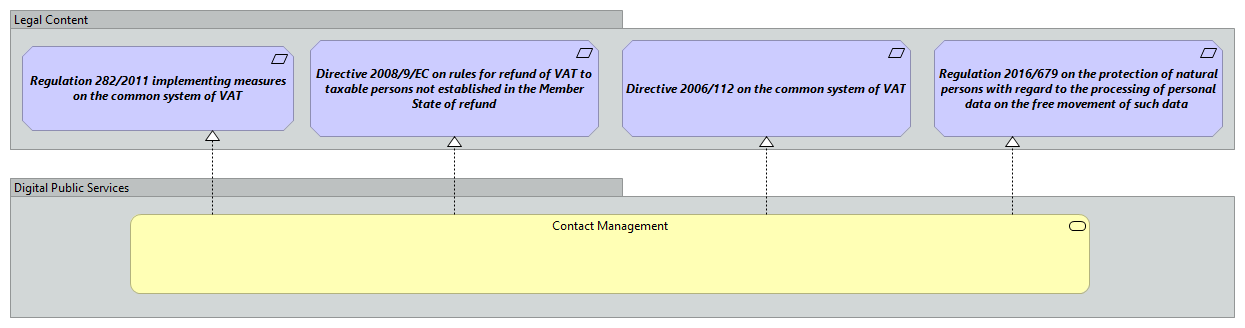 Legal Content
Regulation 282/2011 implementing measures
on the common system of VAT
Directive 2008/9/EC on rules for refund of VAT to
taxable persons not established in the Member
State of refund
Directive 2006/112 on the common system of VAT
Regulation 2016/679 on the protection of natural
persons with regard to the processing of personal
data on the free movement of such data
Digital Public Services
Contact Management